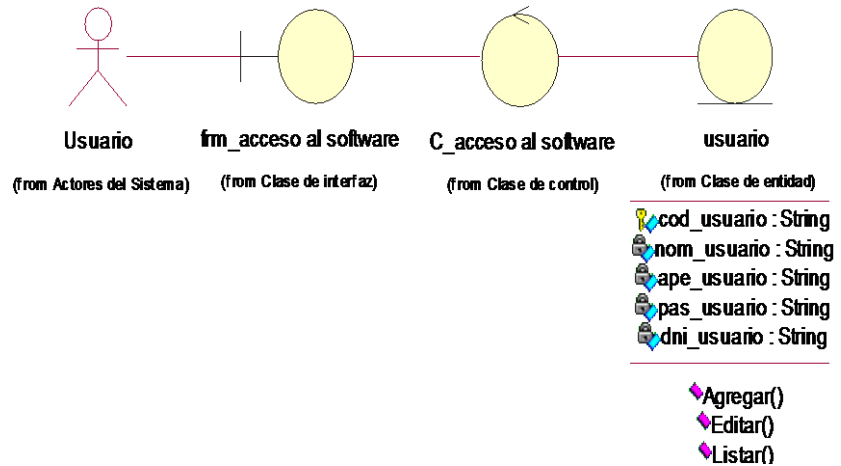 Usuario
(from Actores del Sistema)
frm_acceso al software
(from Clase de interfaz)
C_acceso al software
(from Clase de control)
usuario
(from Clase de entidad)
cod_usuario : String
nom_usuario : String
ape_usuario : String
pas_usuario : String
dni_usuario : String
Agregar()
Editar()
Listar()